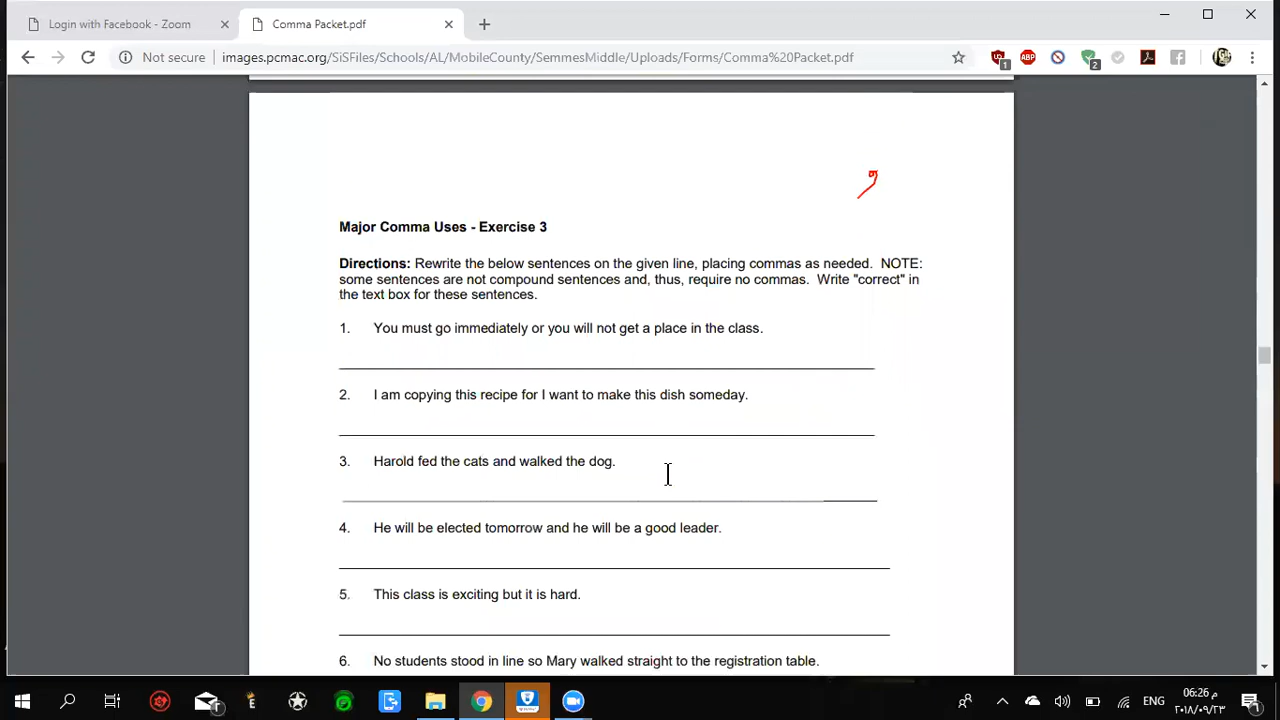 Login with Facebook - Zoom
Comma Packet.pdf
Not secure
images.pcmac.org/SiSFiles/Schools/AL/MobileCounty/SemmesMiddle/Uploads/Forms/Comma%20Packet.pdf
1
ABP
2
Major Comma Uses - Exercise 3
Directions: Rewrite the below sentences on the given line, placing commas as needed. NOTE:
some sentences are not compound sentences and, thus, require no commas. Write "correct" in
the text box for these sentences.
1. You must go immediately or you will not get a place in the class.
2. I am copying this recipe for I want to make this dish someday.
3. Harold fed the cats and walked the dog.
4. He will be elected tomorrow and he will be a good leader.
5. This class is exciting but it is hard.
6. No students stood in line so Mary walked straight to the registration table.
ENG
06:26 م
٢٠١٨/٠٩/٢٣